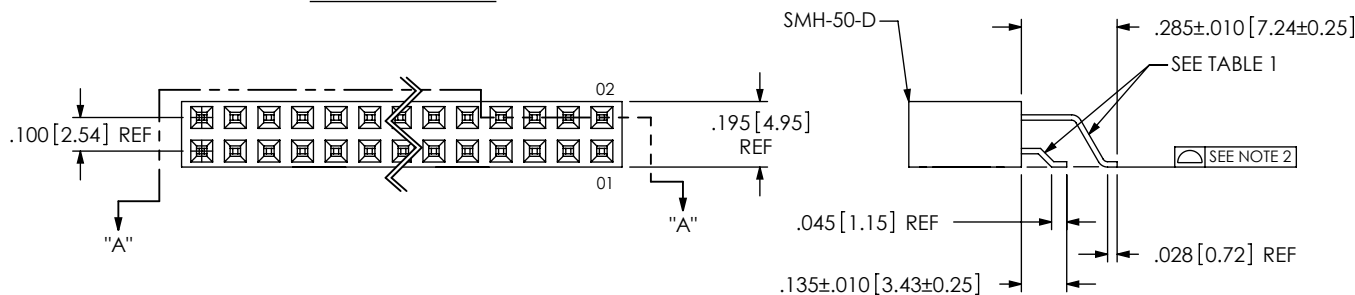 SMH-50-D
.285±.010 [7.24±0.25]
SEE TABLE 1
02
.100 [2.54] REF
.195 [4.95]
REF
SEE NOTE 2
01
"A"
"A"
.045 [1.15] REF
.028 [0.72] REF
.135±.010 [3.43±0.25]